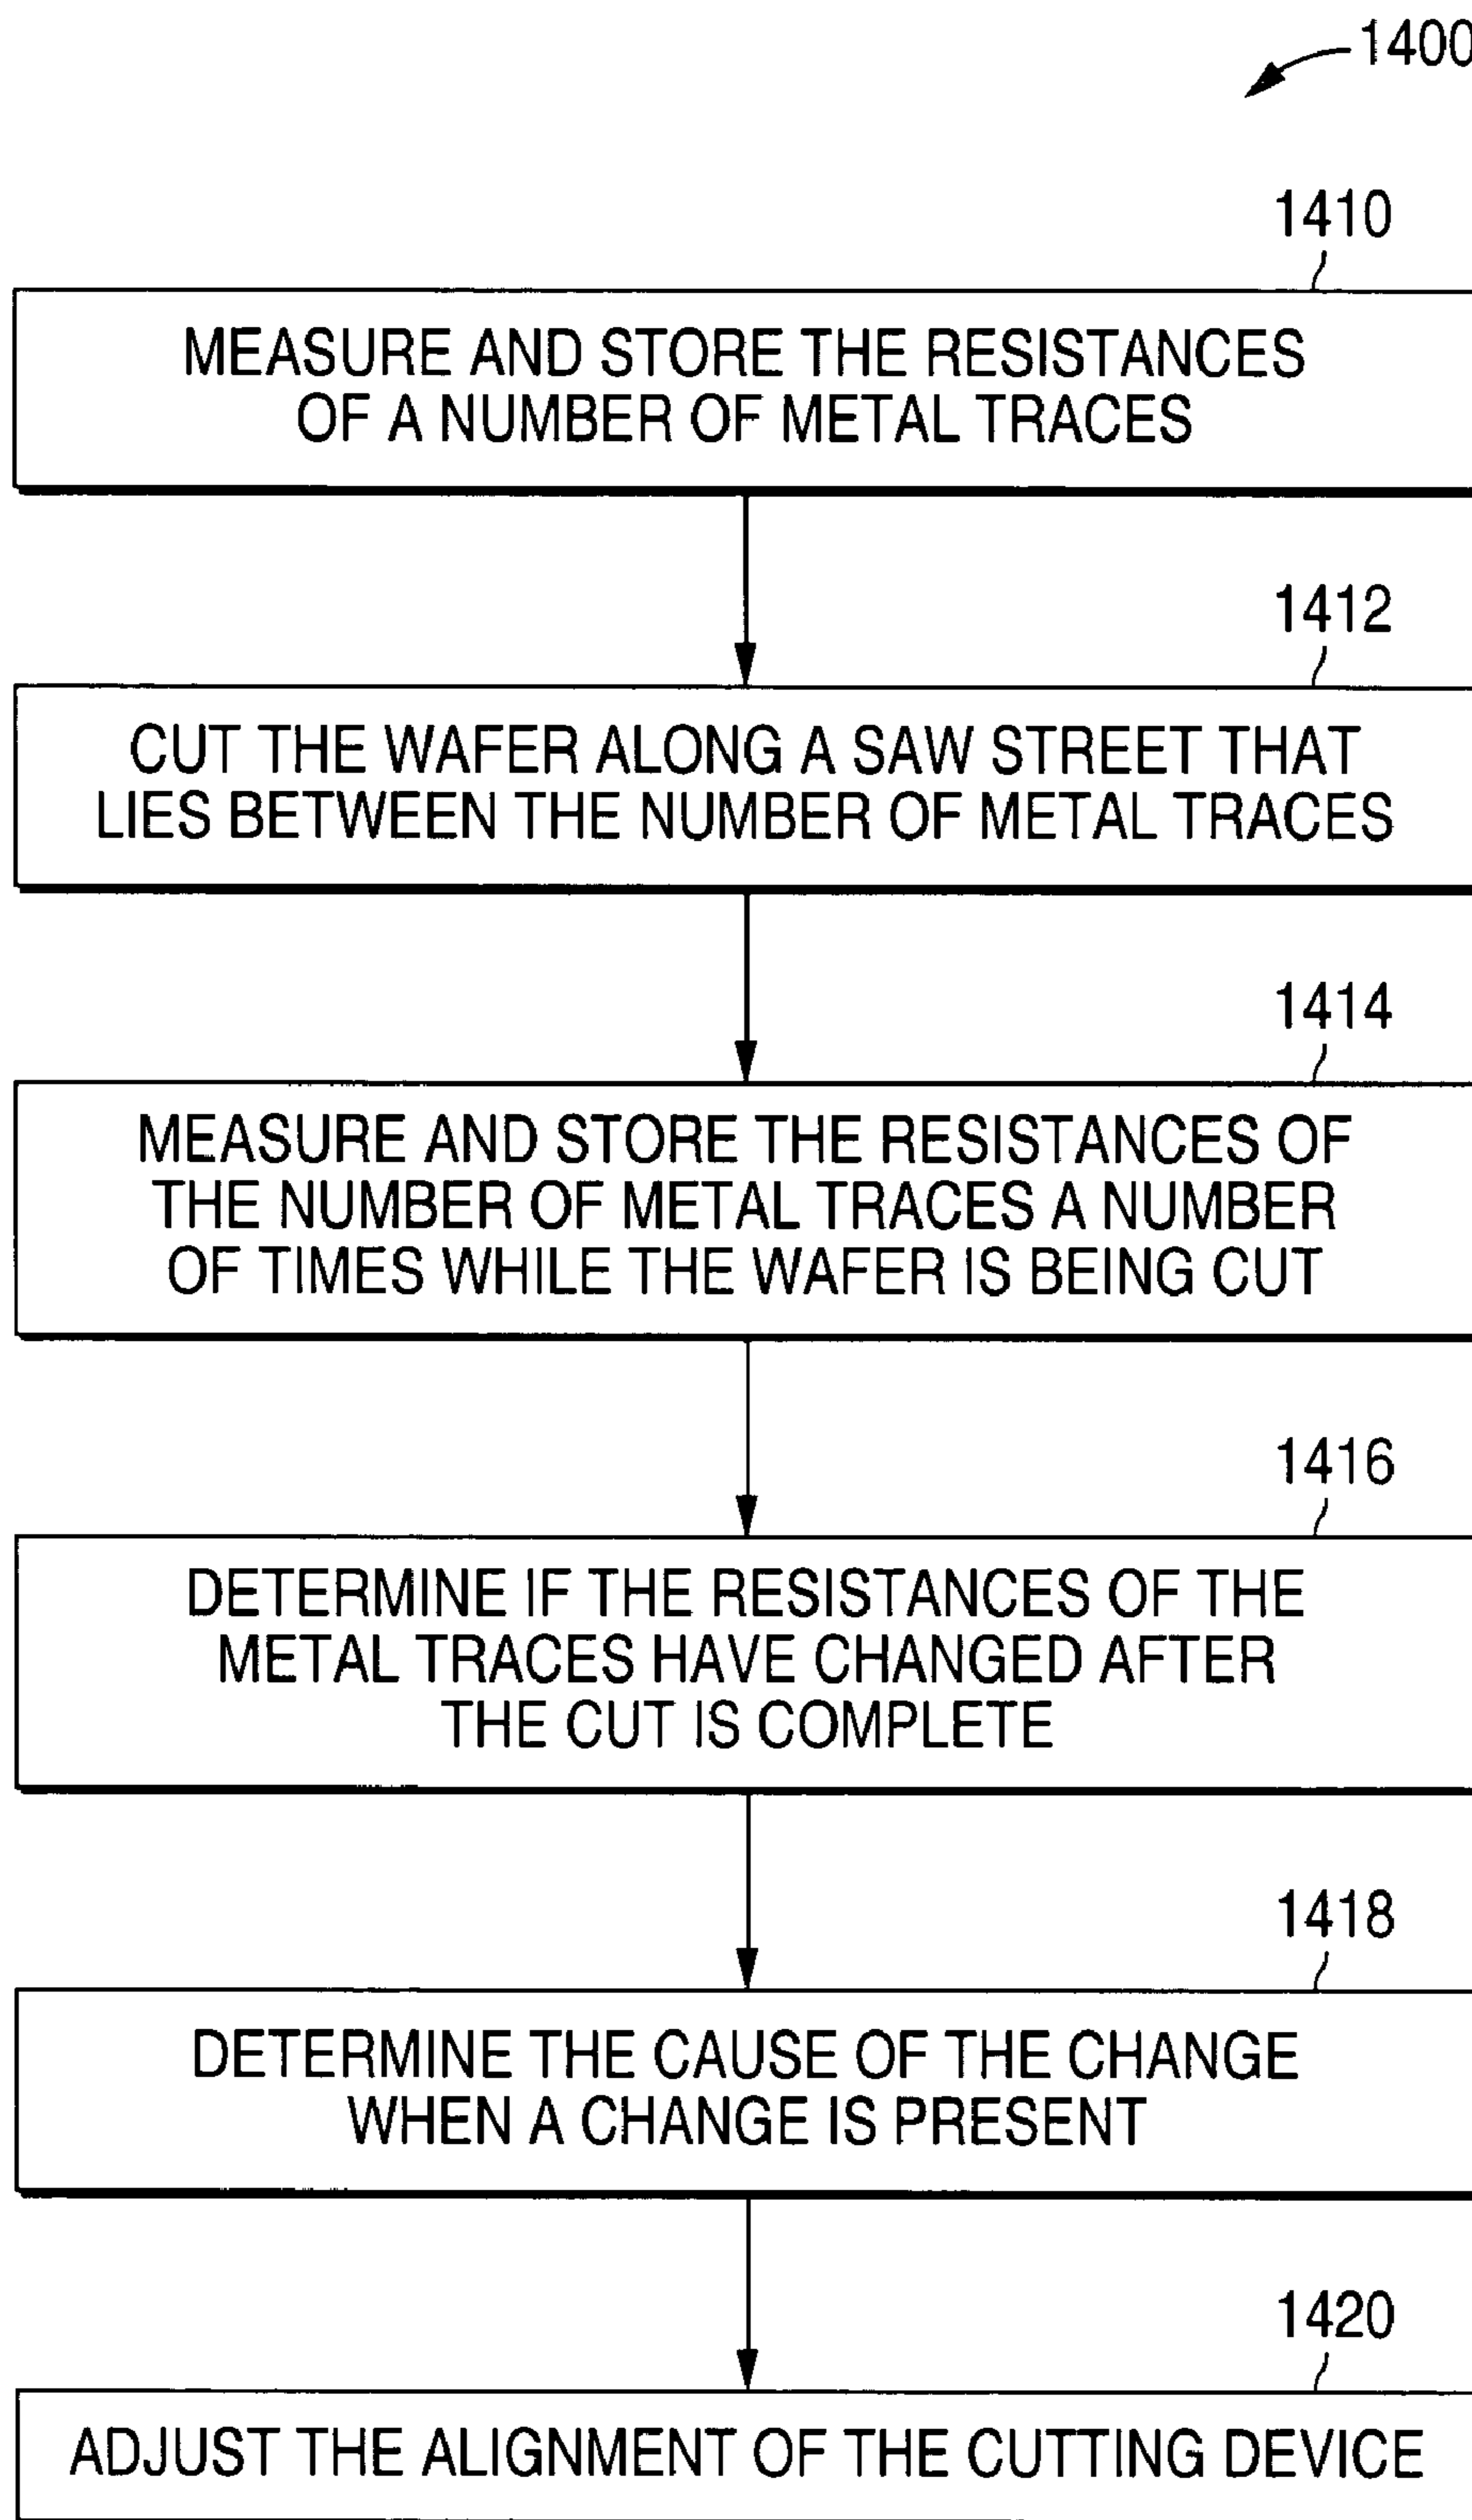 1400
1410
MEASURE AND STORE THE RESISTANCES
OF A NUMBER OF METAL TRACES
1412
CUT THE WAFER ALONG A SAW STREET THAT
LIES BETWEEN THE NUMBER OF METAL TRACES
1414
MEASURE AND STORE THE RESISTANCES OF
THE NUMBER OF METAL TRACES A NUMBER
OF TIMES WHILE THE WAFER IS BEING CUT
1416
DETERMINE IF THE RESISTANCES OF THE
METAL TRACES HAVE CHANGED AFTER
THE CUT IS COMPLETE
1418
DETERMINE THE CAUSE OF THE CHANGE
WHEN A CHANGE IS PRESENT
1420
ADJUST THE ALIGNMENT OF THE CUTTING DEVICE